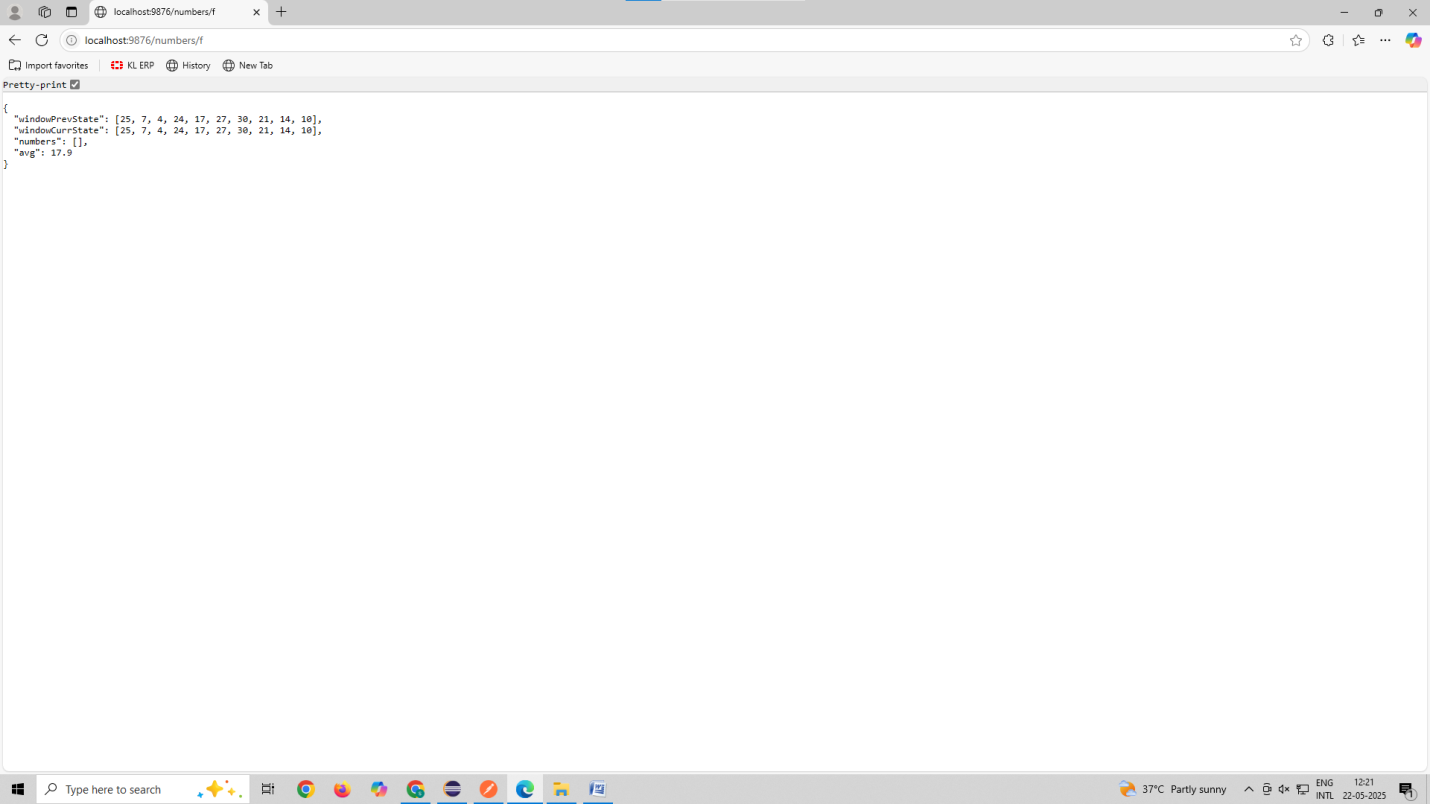 localhost:9876/numbers/f
localhost:9876/numbers/f
Import favorites
KL ERP
History
New Tab
Pretty-print
{
"windowPrevState": [25, 7, 4, 24, 17, 27, 30, 21, 14, 10],
"windowCurrState": [25, 7, 4, 24, 17, 27, 30, 21, 14, 10],
"numbers": [],
"avg": 17.9
}
Type here to search
37°C Partly sunny
ENG
INTL
12:21
22-05-2025
1